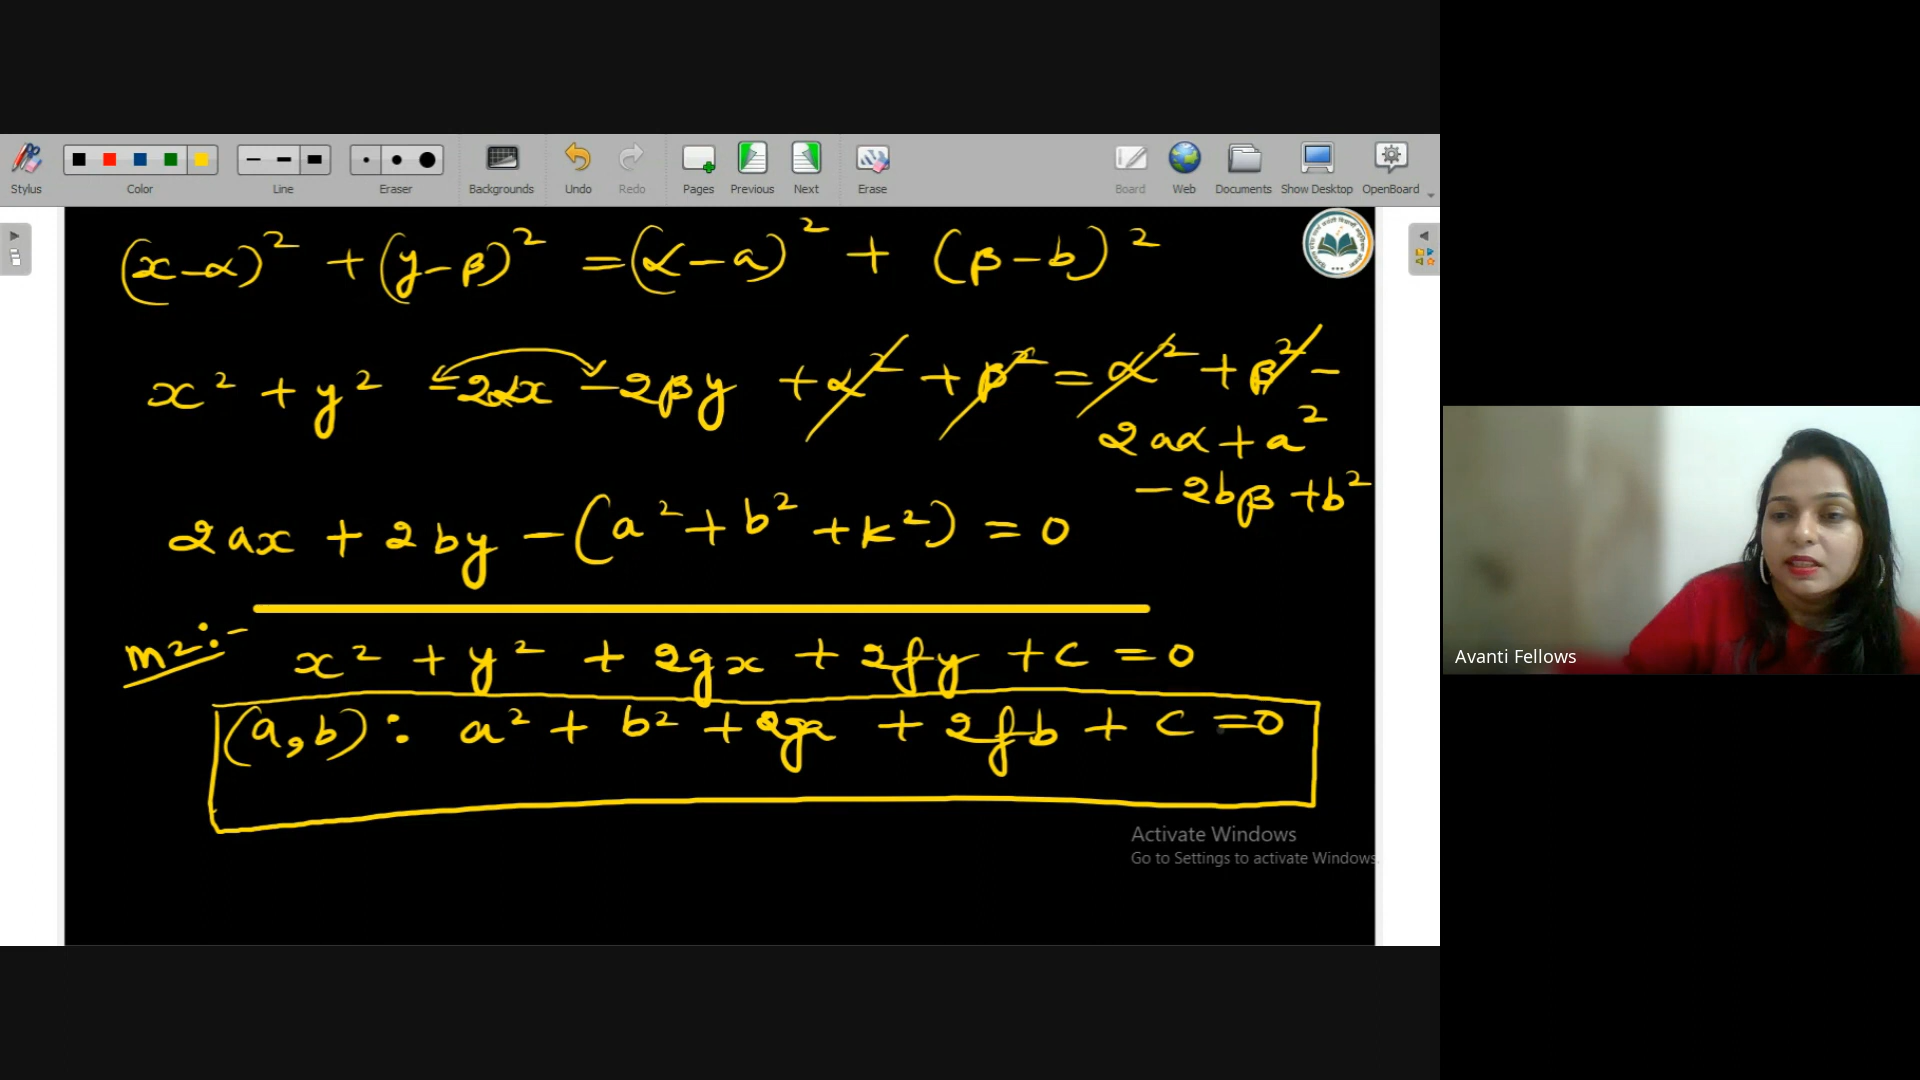 Stylus Color Line Eraser Backgrounds Undo Redo Pages Previous Next Erase Board Web Documents Show Desktop OpenBoard
(x-α)² + (y-β)² = (α-a)² + (β-b)²
x² + y² -2αx -2βy + α² + β² = α² + β² -
2aα + a²
- 2bβ + b²
2ax + 2by - (a² + b² + k²) = 0
M2:- x² + y² + 2gx + 2fy + c = 0
(a,b): a² + b² + 2ga + 2fb + c = 0
Avanti Fellows
Activate Windows
Go to Settings to activate Windows.